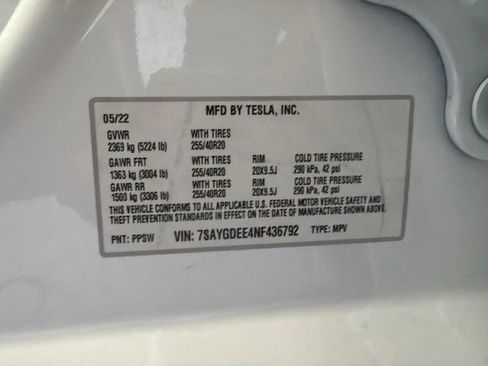 MFD BY TESLA, INC.
05/22
GVWR WITH TIRES
2369 kg (5224 lb) 255/40R20
GAWR FRT WITH TIRES RIM COLD TIRE PRESSURE
1363 kg (3004 lb) 255/40R20 20X9.5J 290 kPa, 42 psi
GAWR RR WITH TIRES RIM COLD TIRE PRESSURE
1500 kg (3306 lb) 255/40R20 20X9.5J 290 kPa, 42 psi
THIS VEHICLE CONFORMS TO ALL APPLICABLE U.S. FEDERAL MOTOR VEHICLE SAFETY AND
THEFT PREVENTION STANDARDS IN EFFECT ON THE DATE OF MANUFACTURE SHOWN ABOVE.
PNT: PPSW VIN: 7SAYGDEE4NF436792 TYPE: MPV